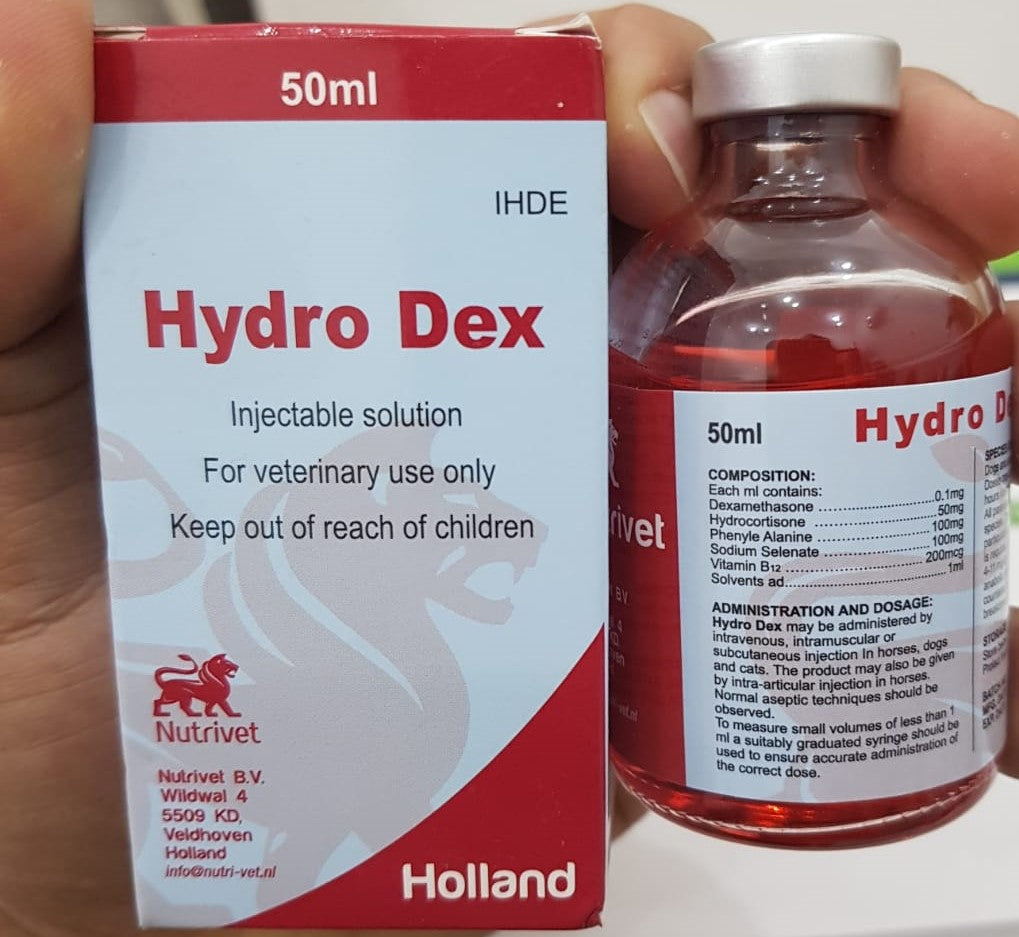 50ml
IHDE
Hydro Dex
Injectable solution
For veterinary use only
Keep out of reach of children
Nutrivet
Nutrivet B.V.
Wildwal 4
5509 KD,
Veldhoven
Holland
info@nutri-vet.nl
Holland
rivet
50ml
Hydro D
COMPOSITION:
Each ml contains:
Dexamethasone ........................0.1mg
Hydrocortisone ........................50mg
Phenyle Alanine ........................100mg
Sodium Selenate ........................100mg
Vitamin B12 ........................200mcg
Solvents ad........................1ml
ADMINISTRATION AND DOSAGE:
Hydro Dex may be administered by
intravenous, intramuscular or
subcutaneous injection In horses, dogs
and cats. The product may also be given
by intra-articular injection in horses.
Normal aseptic techniques should be
observed.
To measure small volumes of less than 1
ml a suitably graduated syringe should be
used to ensure accurate administration of
the correct dose.